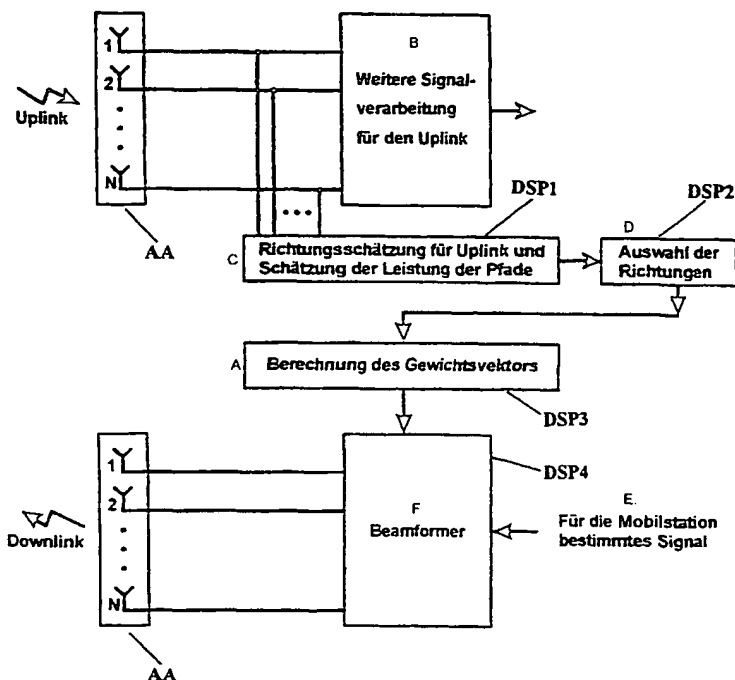 1
2
N
Uplink
AA
B
Weitere Signal-
verarbeitung
für den Uplink
DSP1
DSP2
C
Richtungsschätzung für Uplink und
Schätzung der Leistung der Pfade
D
Auswahl der
Richtungen
A
Berechnung des Gewichtsvektors
DSP3
DSP4
1
2
N
Downlink
AA
F
Beamformer
E.
Für die Mobilstation
bestimmtes Signal